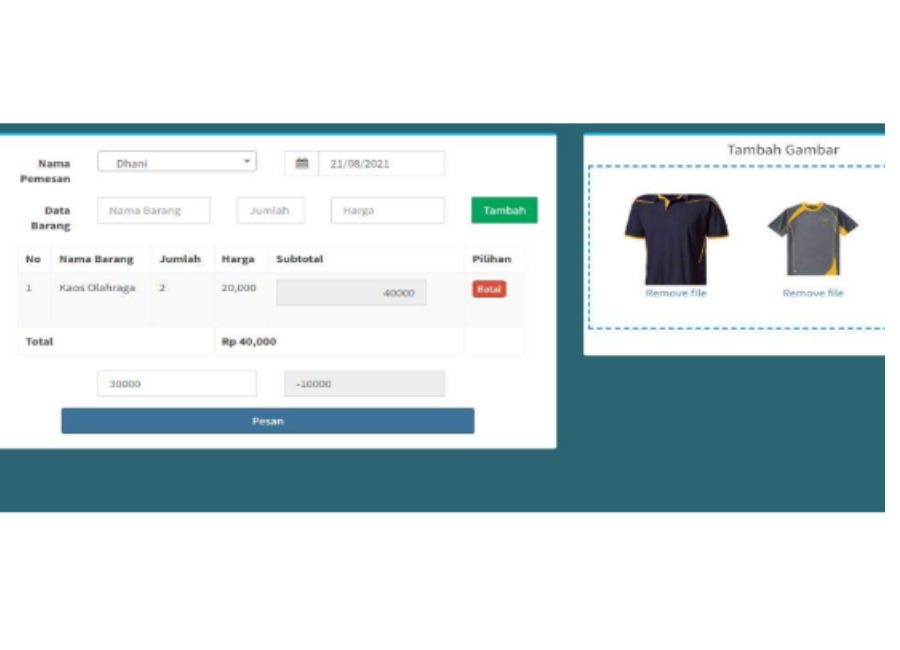 Nama
Pemesan
Dhani
21/08/2021
Data
Barang
Nama Barang
Jumlah
Harga
Tambah
No Nama Barang Jumlah Harga Subtotal Pilihan
1 Kaos Olahraga 2 20,000 40000 Batal
Total Rp 40,000
30000
-10000
Pesan
Tambah Gambar
Remove file
Remove file